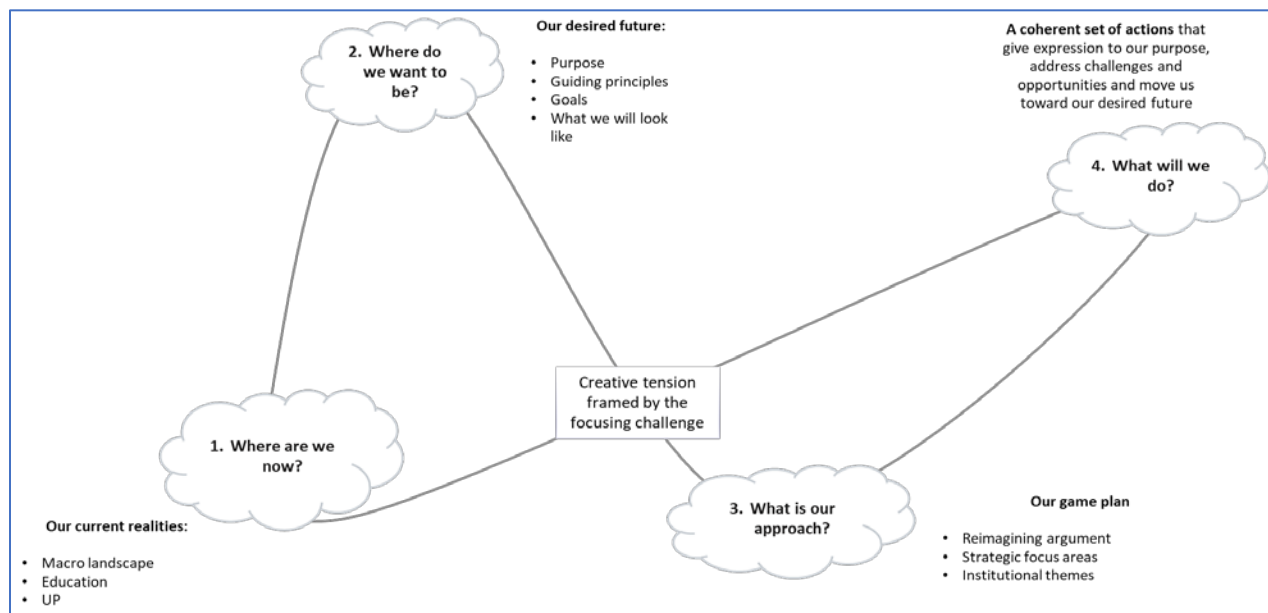 2. Where do
we want to
be?
Our desired future:
• Purpose
• Guiding principles
• Goals
• What we will look
like
A coherent set of actions that
give expression to our purpose,
address challenges and
opportunities and move us
toward our desired future
4. What will we
do?
Creative tension
framed by the
focusing challenge
1. Where are we
now?
Our current realities:
• Macro landscape
• Education
• UP
3. What is our
approach?
Our game plan
• Reimagining argument
• Strategic focus areas
• Institutional themes